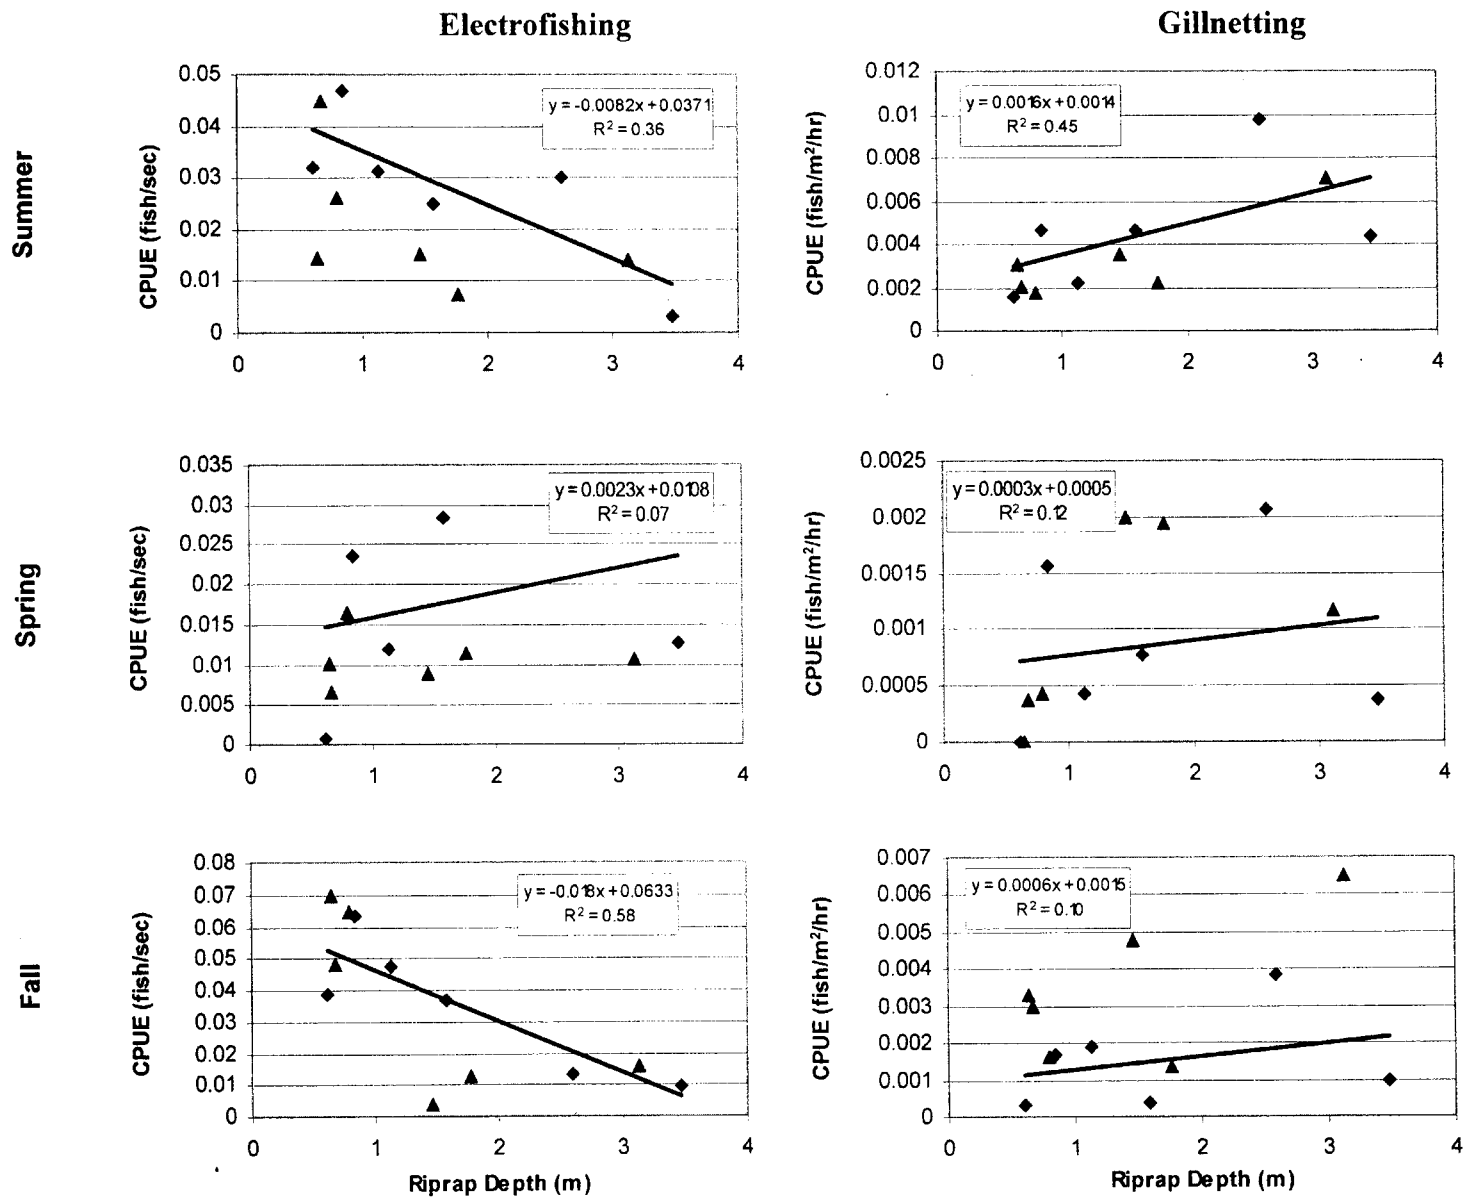 Electrofishing
Gillnetting
Summer
CPUE (fish/sec)
0.05
0.04
0.03
0.02
0.01
0
y = -0.0082x + 0.0371
R² = 0.36
0 1 2 3 4
CPUE (fish/m²/hr)
0.012
0.01
0.008
0.006
0.004
0.002
0
y = 0.0016x + 0.0014
R² = 0.45
0 1 2 3 4
Spring
CPUE (fish/sec)
0.035
0.03
0.025
0.02
0.015
0.01
0.005
0
y = 0.0023x + 0.0108
R² = 0.07
0 1 2 3 4
CPUE (fish/m²/hr)
0.0025
0.002
0.0015
0.001
0.0005
0
y = 0.0003x + 0.0005
R² = 0.12
0 1 2 3 4
Fall
CPUE (fish/sec)
0.08
0.07
0.06
0.05
0.04
0.03
0.02
0.01
0
y = -0.018x + 0.0633
R² = 0.58
0 1 2 3 4
Riprap Depth (m)
CPUE (fish/m²/hr)
0.007
0.006
0.005
0.004
0.003
0.002
0.001
0
y = 0.0006x + 0.0015
R² = 0.10
0 1 2 3 4
Riprap Depth (m)